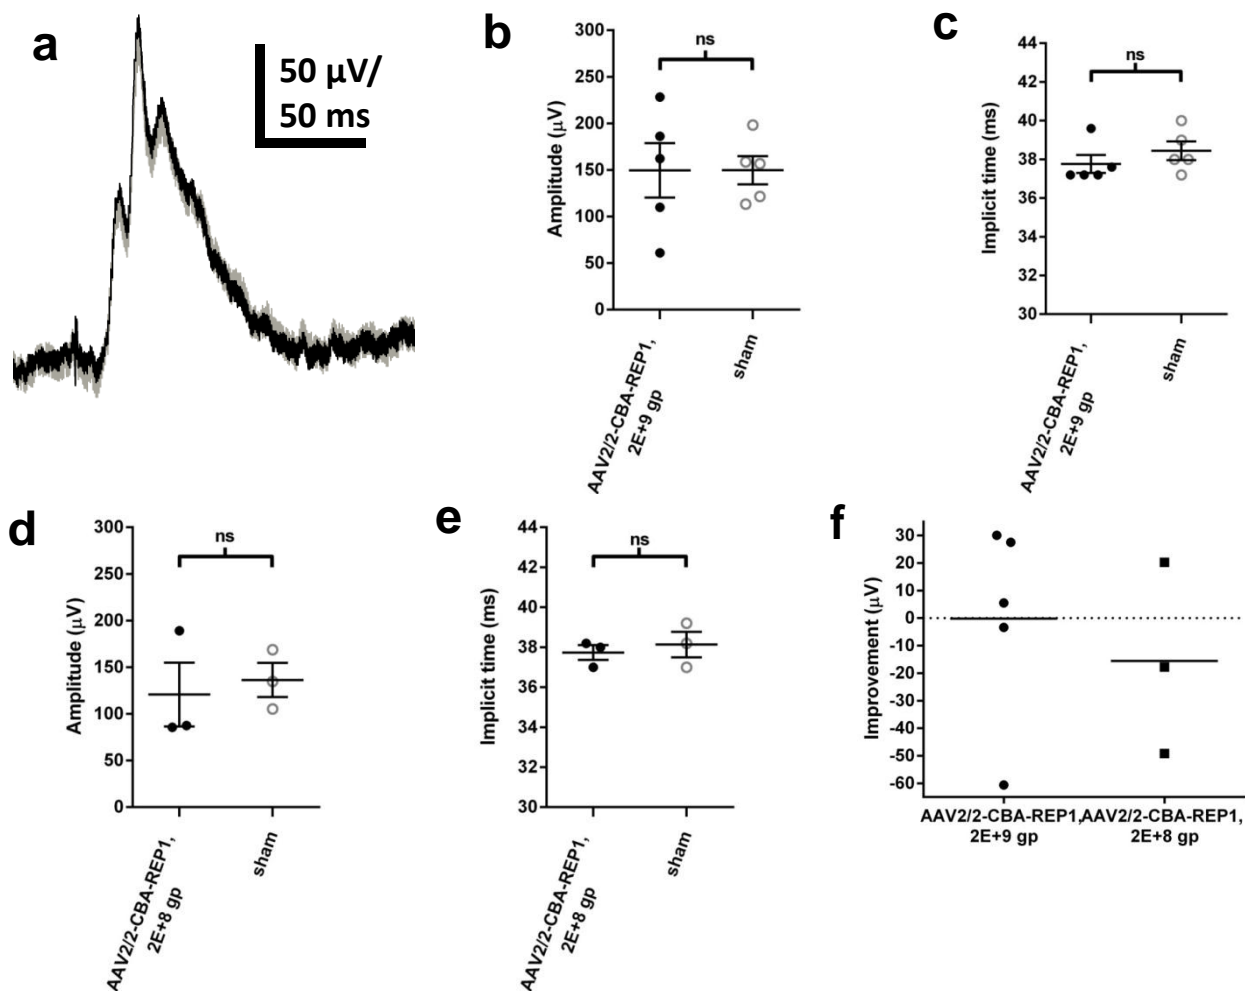 a
50 µV/
50 ms
b
300
250
200
150
100
50
0
Amplitude (µV)
ns
AAV2/2-CBA-REP1,
2E+9 gp
sham
c
44
42
40
38
36
34
32
30
Implicit time (ms)
ns
AAV2/2-CBA-REP1,
2E+9 gp
sham
d
300
250
200
150
100
50
0
Amplitude (µV)
ns
AAV2/2-CBA-REP1,
2E+8 gp
sham
e
44
42
40
38
36
34
32
30
Implicit time (ms)
ns
AAV2/2-CBA-REP1,
2E+8 gp
sham
f
30
20
10
0
-10
-20
-30
-40
-50
-60
Improvement (µV)
AAV2/2-CBA-REP1,
2E+9 gp
AAV2/2-CBA-REP1,
2E+8 gp